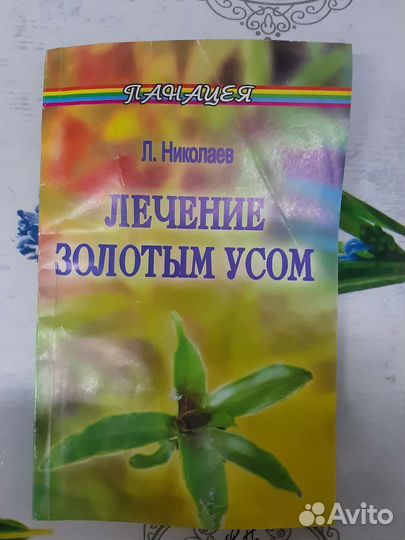 ПАНАЦЕЯ
Л. Николаев
ЛЕЧЕНИЕ
ЗОЛОТЫМ УСОМ
Avito